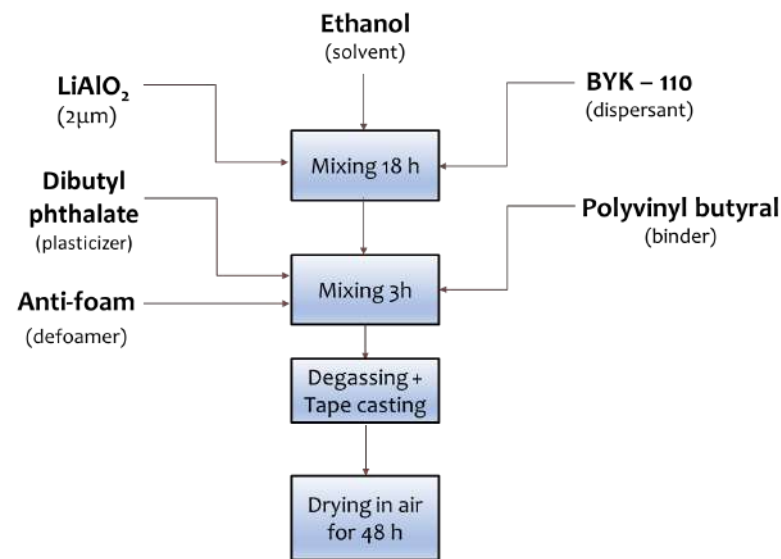 Ethanol
(solvent)
LiAlO₂
(2μm)
BYK – 110
(dispersant)
Mixing 18 h
Dibutyl
phthalate
(plasticizer)
Polyvinyl butyral
(binder)
Mixing 3h
Anti-foam
(defoamer)
Degassing +
Tape casting
Drying in air
for 48 h